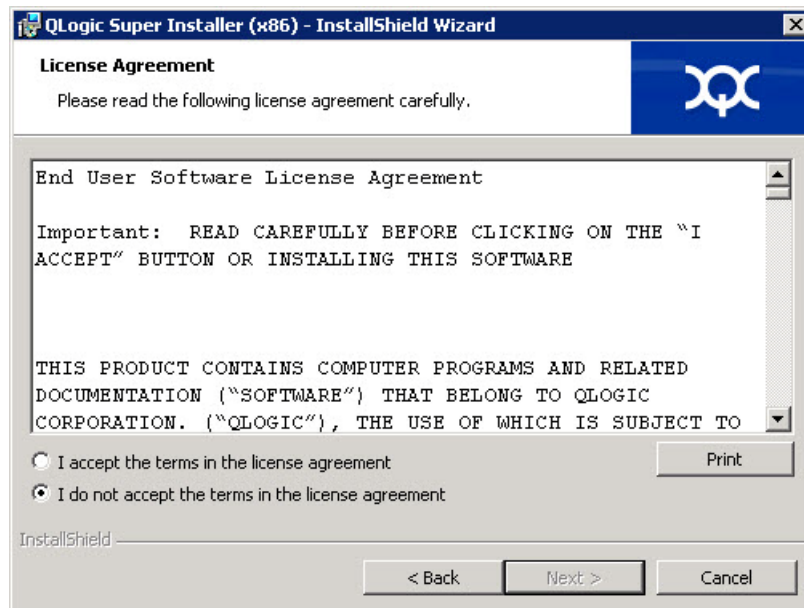 QLogic Super Installer (x86) - InstallShield Wizard
License Agreement
Please read the following license agreement carefully.
End User Software License Agreement
Important:  READ CAREFULLY BEFORE CLICKING ON THE “I
ACCEPT” BUTTON OR INSTALLING THIS SOFTWARE
THIS PRODUCT CONTAINS COMPUTER PROGRAMS AND RELATED
DOCUMENTATION (“SOFTWARE”) THAT BELONG TO QLOGIC
CORPORATION. (“QLOGIC”), THE USE OF WHICH IS SUBJECT TO
I accept the terms in the license agreement
Print
I do not accept the terms in the license agreement
InstallShield
< Back
Next >
Cancel